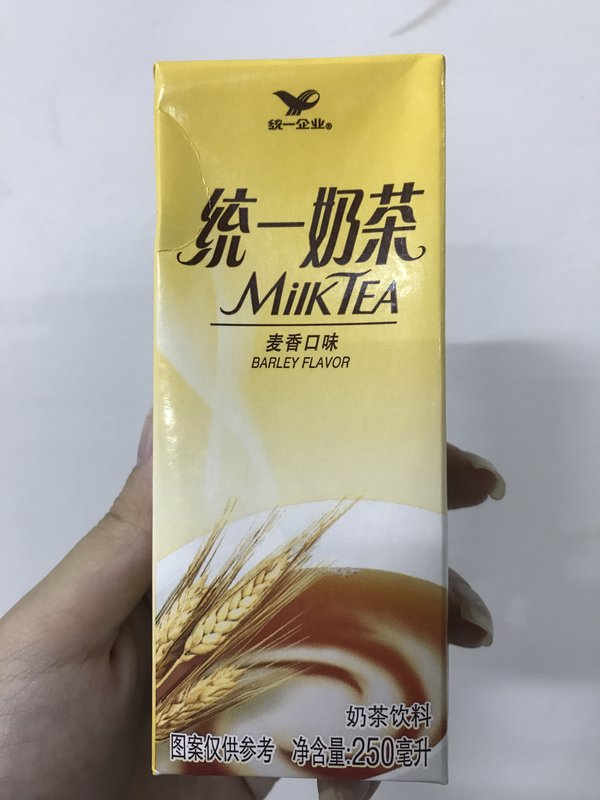 统一企业®
统一奶茶
MilkTEA
麦香口味
BARLEY FLAVOR
奶茶饮料
图案仅供参考 净含量:250毫升